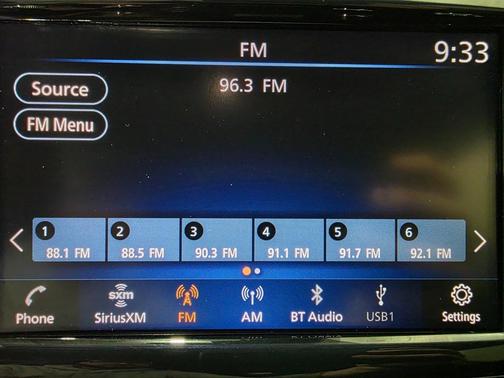 FM
9:33
Source
96.3 FM
FM Menu
1 2 3 4 5 6
88.1 FM 88.5 FM 90.3 FM 91.1 FM 91.7 FM 92.1 FM
sxm
Phone SiriusXM FM AM BT Audio USB1 Settings